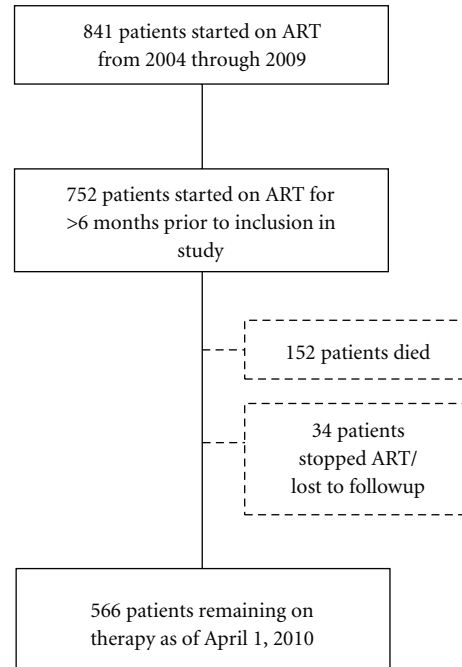 841 patients started on ART
from 2004 through 2009
752 patients started on ART for
>6 months prior to inclusion in
study
152 patients died
34 patients
stopped ART/
lost to followup
566 patients remaining on
therapy as of April 1, 2010